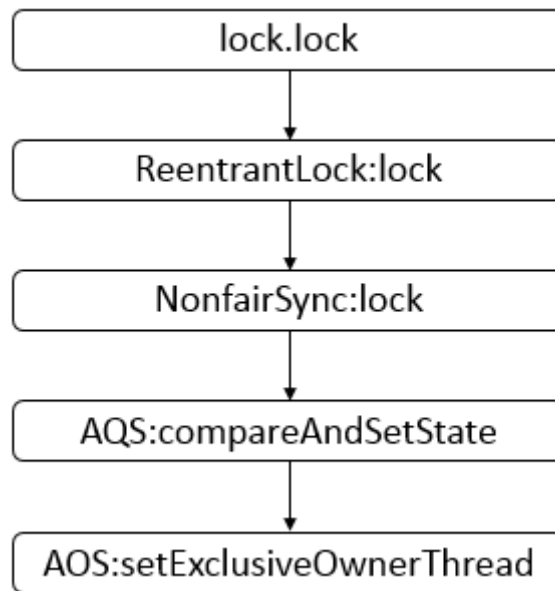 lock.lock
ReentrantLock:lock
NonfairSync:lock
AQS:compareAndSetState
AOS:setExclusiveOwnerThread